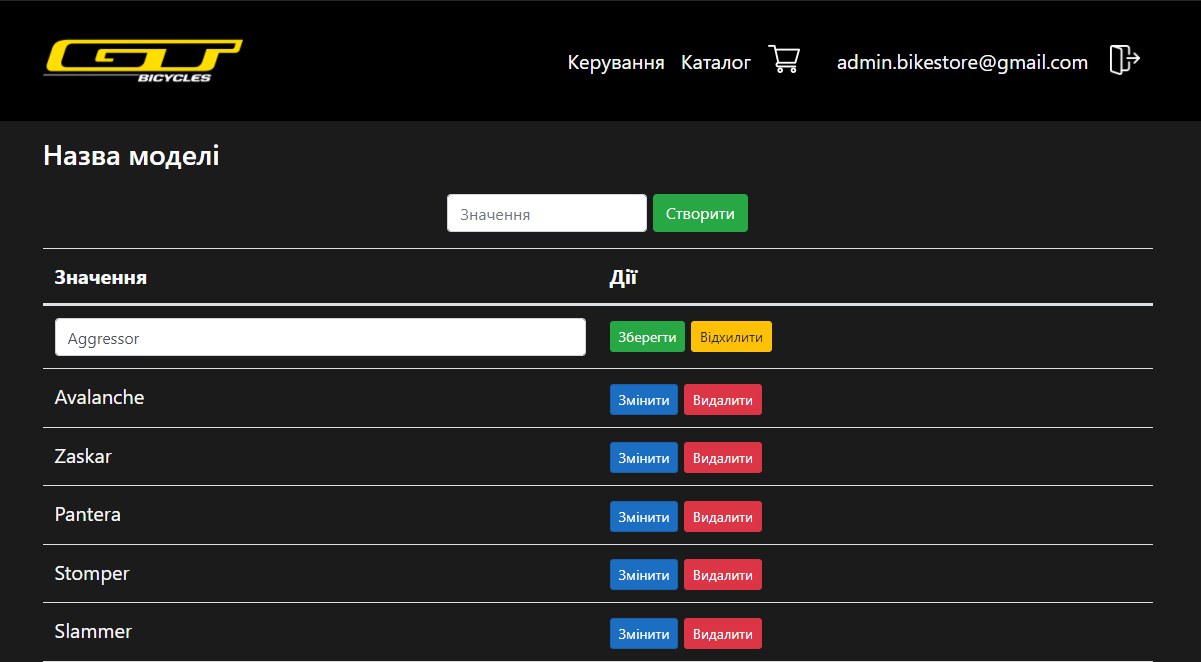 GT
BICYCLES
Керування Каталог admin.bikestore@gmail.com
Назва моделі
Значення Створити
Значення Дії
Aggressor Зберегти Відхилити
Avalanche Змінити Видалити
Zaskar Змінити Видалити
Pantera Змінити Видалити
Stomper Змінити Видалити
Slammer Змінити Видалити